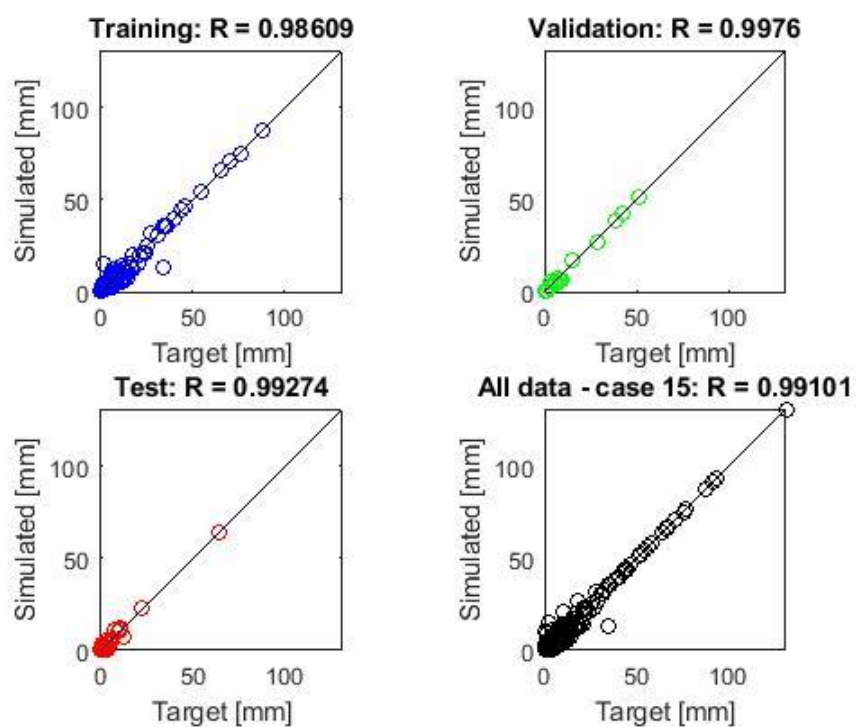 Training: R = 0.98609
Simulated [mm]
100
50
0
0 50 100
Target [mm]
Validation: R = 0.9976
Simulated [mm]
100
50
0
0 50 100
Target [mm]
Test: R = 0.99274
Simulated [mm]
100
50
0
0 50 100
Target [mm]
All data - case 15: R = 0.99101
Simulated [mm]
100
50
0
0 50 100
Target [mm]